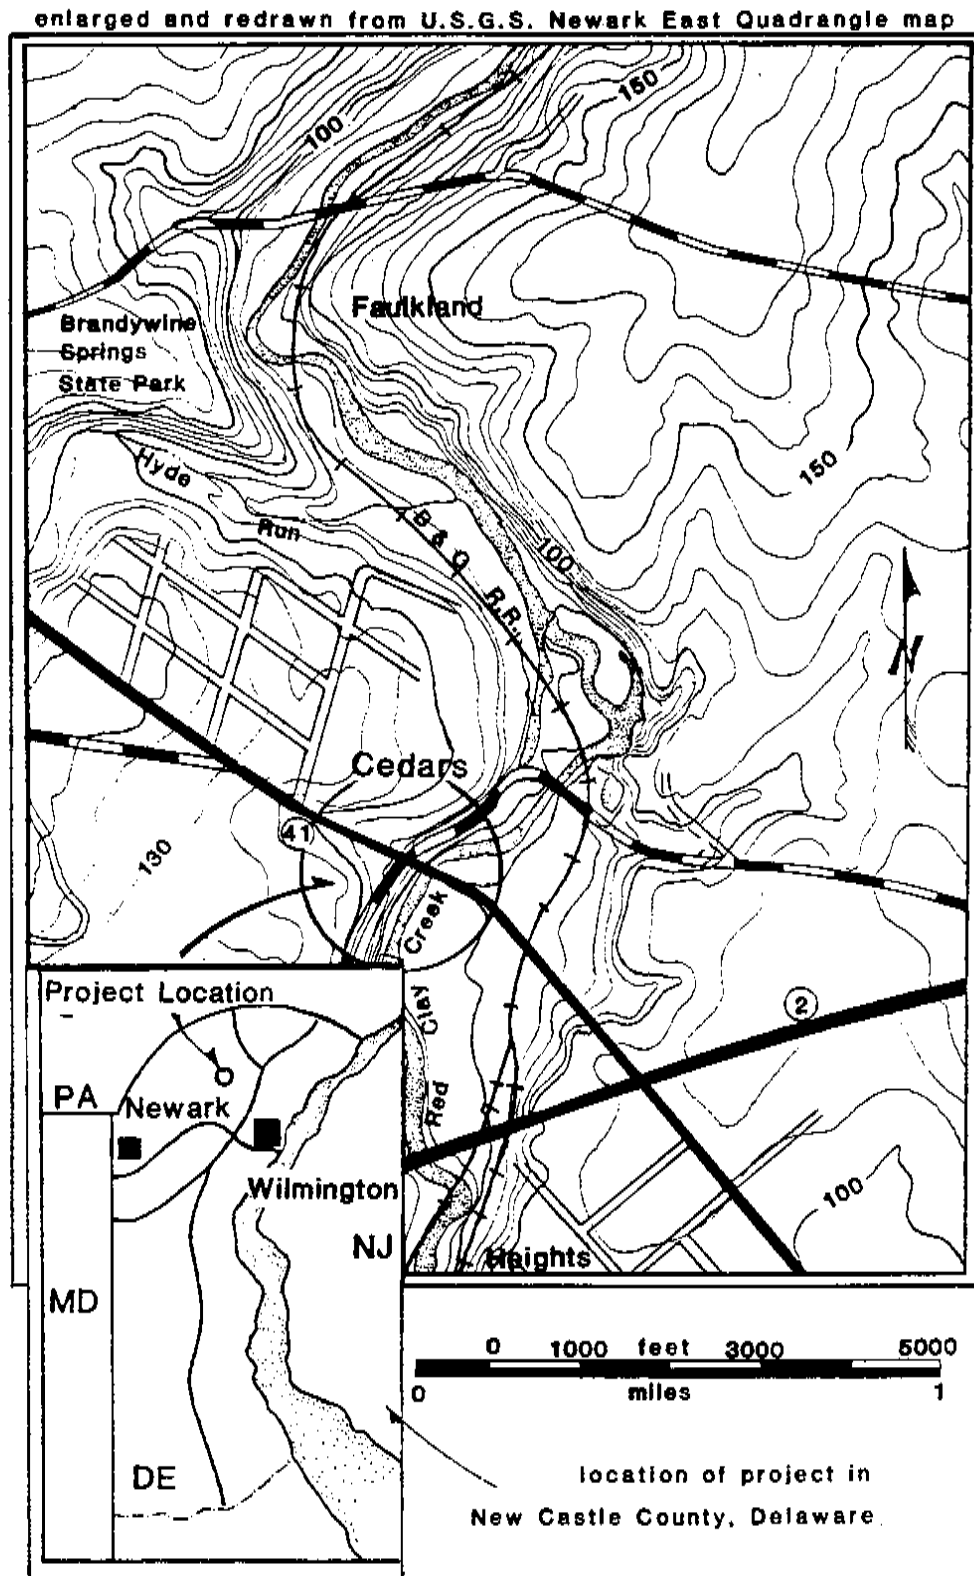 enlarged and redrawn from U.S.G.S. Newark East Quadrangle map
150
100
Faulkland
Brandywine
Springs
State Park
Hyde
Run
150
B & O R.R.
100
N
Cedars
41
130
Creek
Clay
Red
2
100
Heights
Project Location
PA
Newark
Wilmington
NJ
MD
DE
0 1000 feet 3000 5000
0 miles 1
location of project in
New Castle County, Delaware